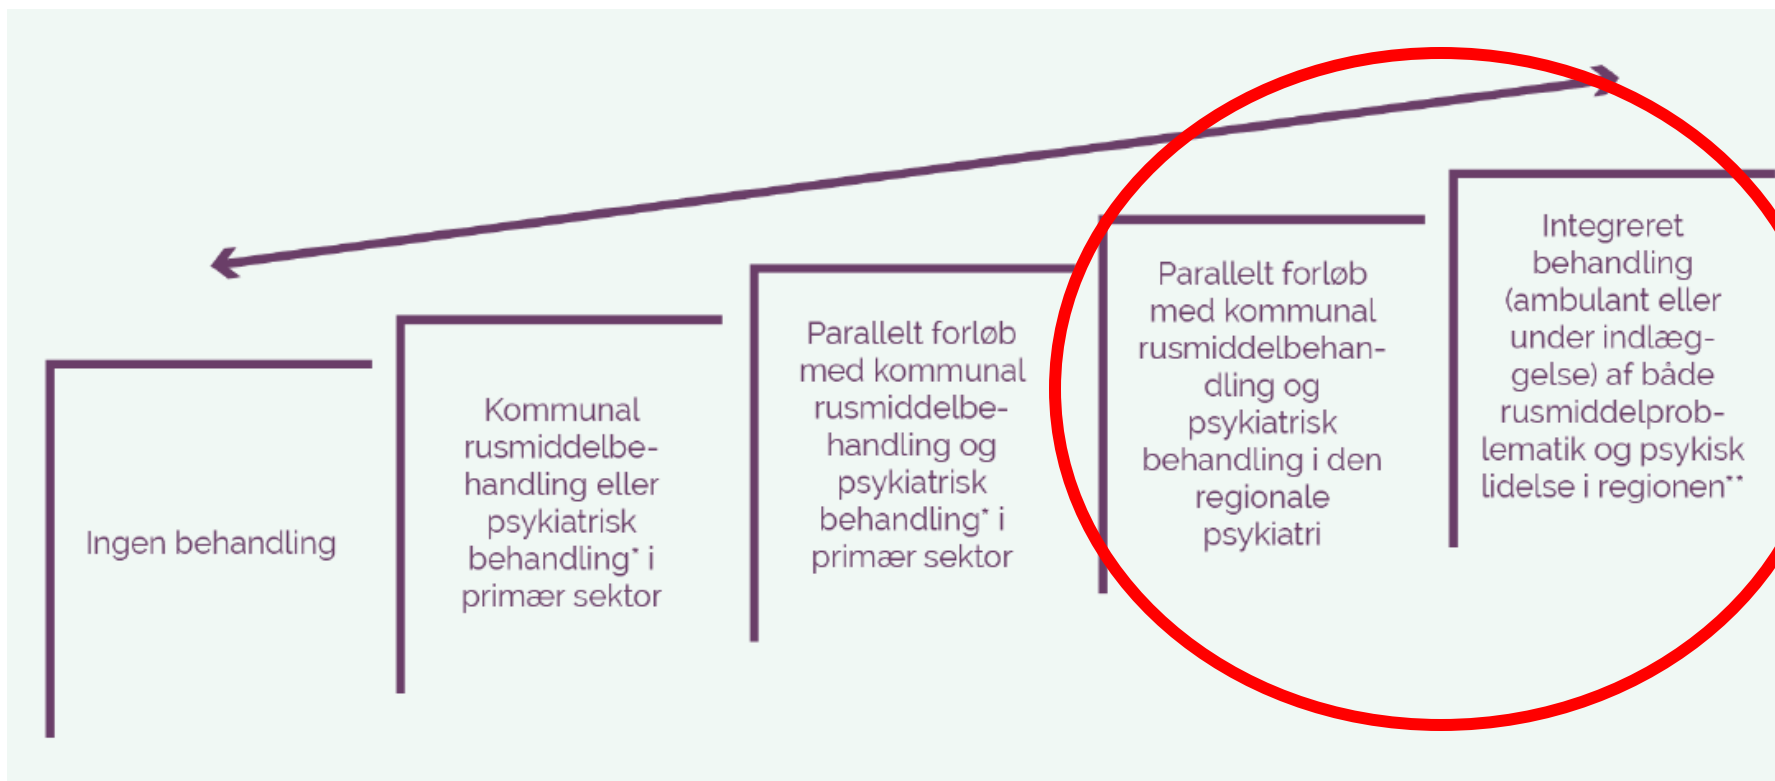 Ingen behandling
Kommunal
rusmiddelbe-
handling eller
psykiatrisk
behandling* i
primær sektor
Parallelt forløb
med kommunal
rusmiddelbe-
handling og
psykiatrisk
behandling* i
primær sektor
Parallelt forløb
med kommunal
rusmiddelbehan-
dling og
psykiatrisk
behandling i den
regionale
psykiatri
Integreret
behandling
(ambulant eller
under indlæg-
gelse) af både
rusmiddelprob-
lematik og psykisk
lidelse i regionen**